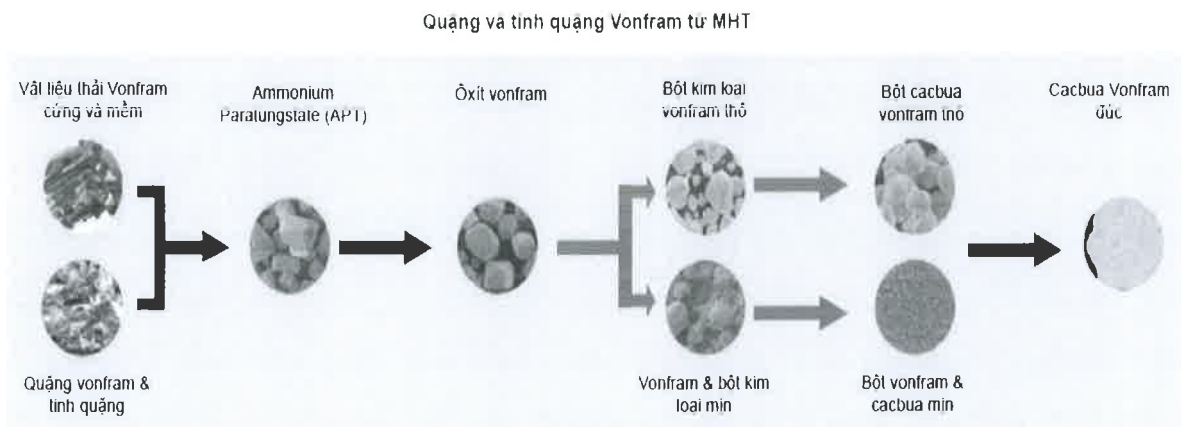 Quặng và tinh quặng Vonfram từ MHT
Vật liệu thải Vonfram
cứng và mềm
Ammonium
Paratungstate (APT)
Ôxít vonfram
Bột kim loại
vonfram thô
Bột cacbua
vonfram thô
Cacbua Vonfram
đúc
Quặng vonfram &
tinh quặng
Vonfram & bột kim
loại mịn
Bột vonfram &
cacbua mịn